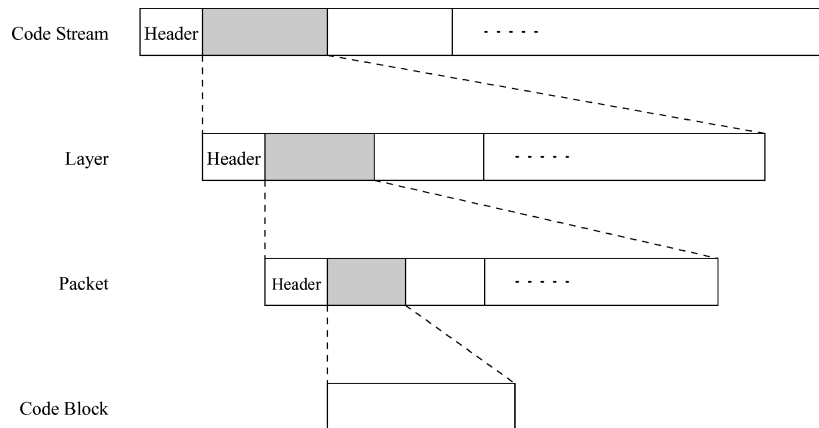 Code Stream
Header
- - - - -
Layer
Header
- - - - -
Packet
Header
- - - - -
Code Block